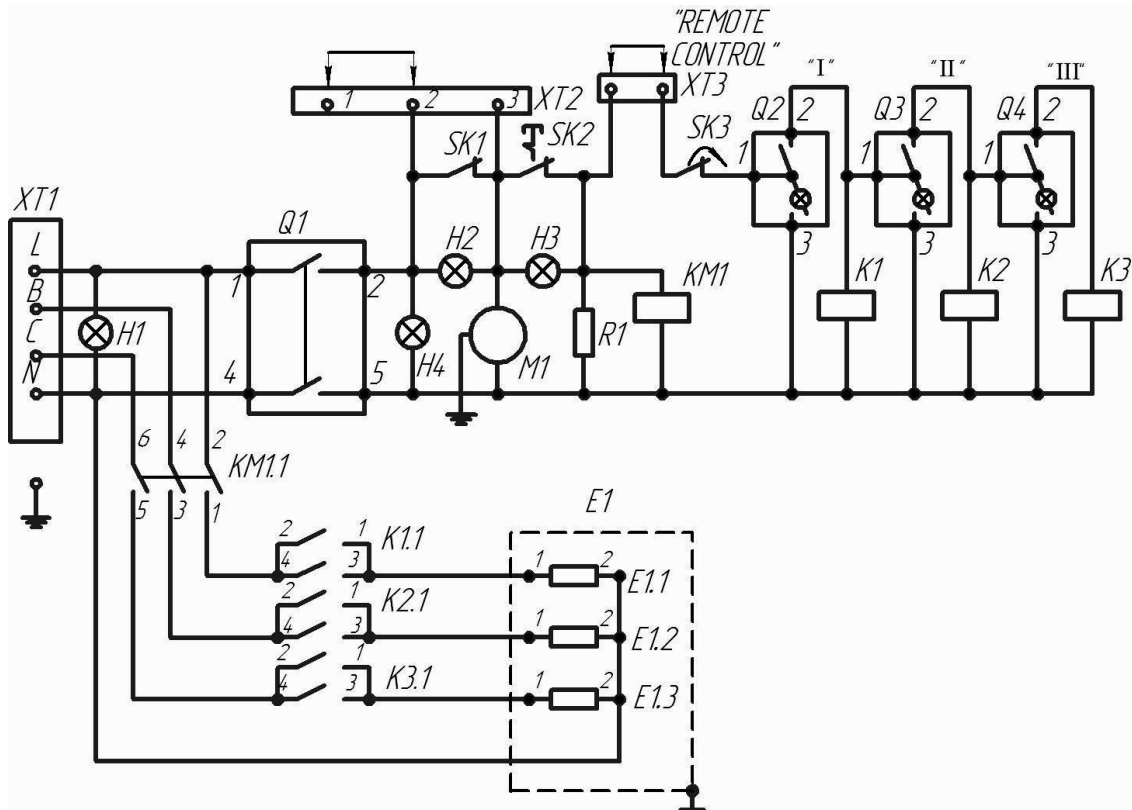 "REMOTE
CONTROL"
"I"
"II"
"III"
1 2 3 XT2
XT3
SK1 SK2
SK3
Q2 2
Q3 2
Q4 2
1 1 1
3 3 3
XT1
L
B
C
N
H1
Q1
1 2
4 5
H2 H3
H4
M1
R1
KM1
K1
K2
K3
6 4 2
KM1.1
5 3 1
E1
2 1 K1.1
4 3
1 2 E1.1
2 1 K2.1
4 3
1 2 E1.2
2 1
4 3 K3.1
1 2 E1.3